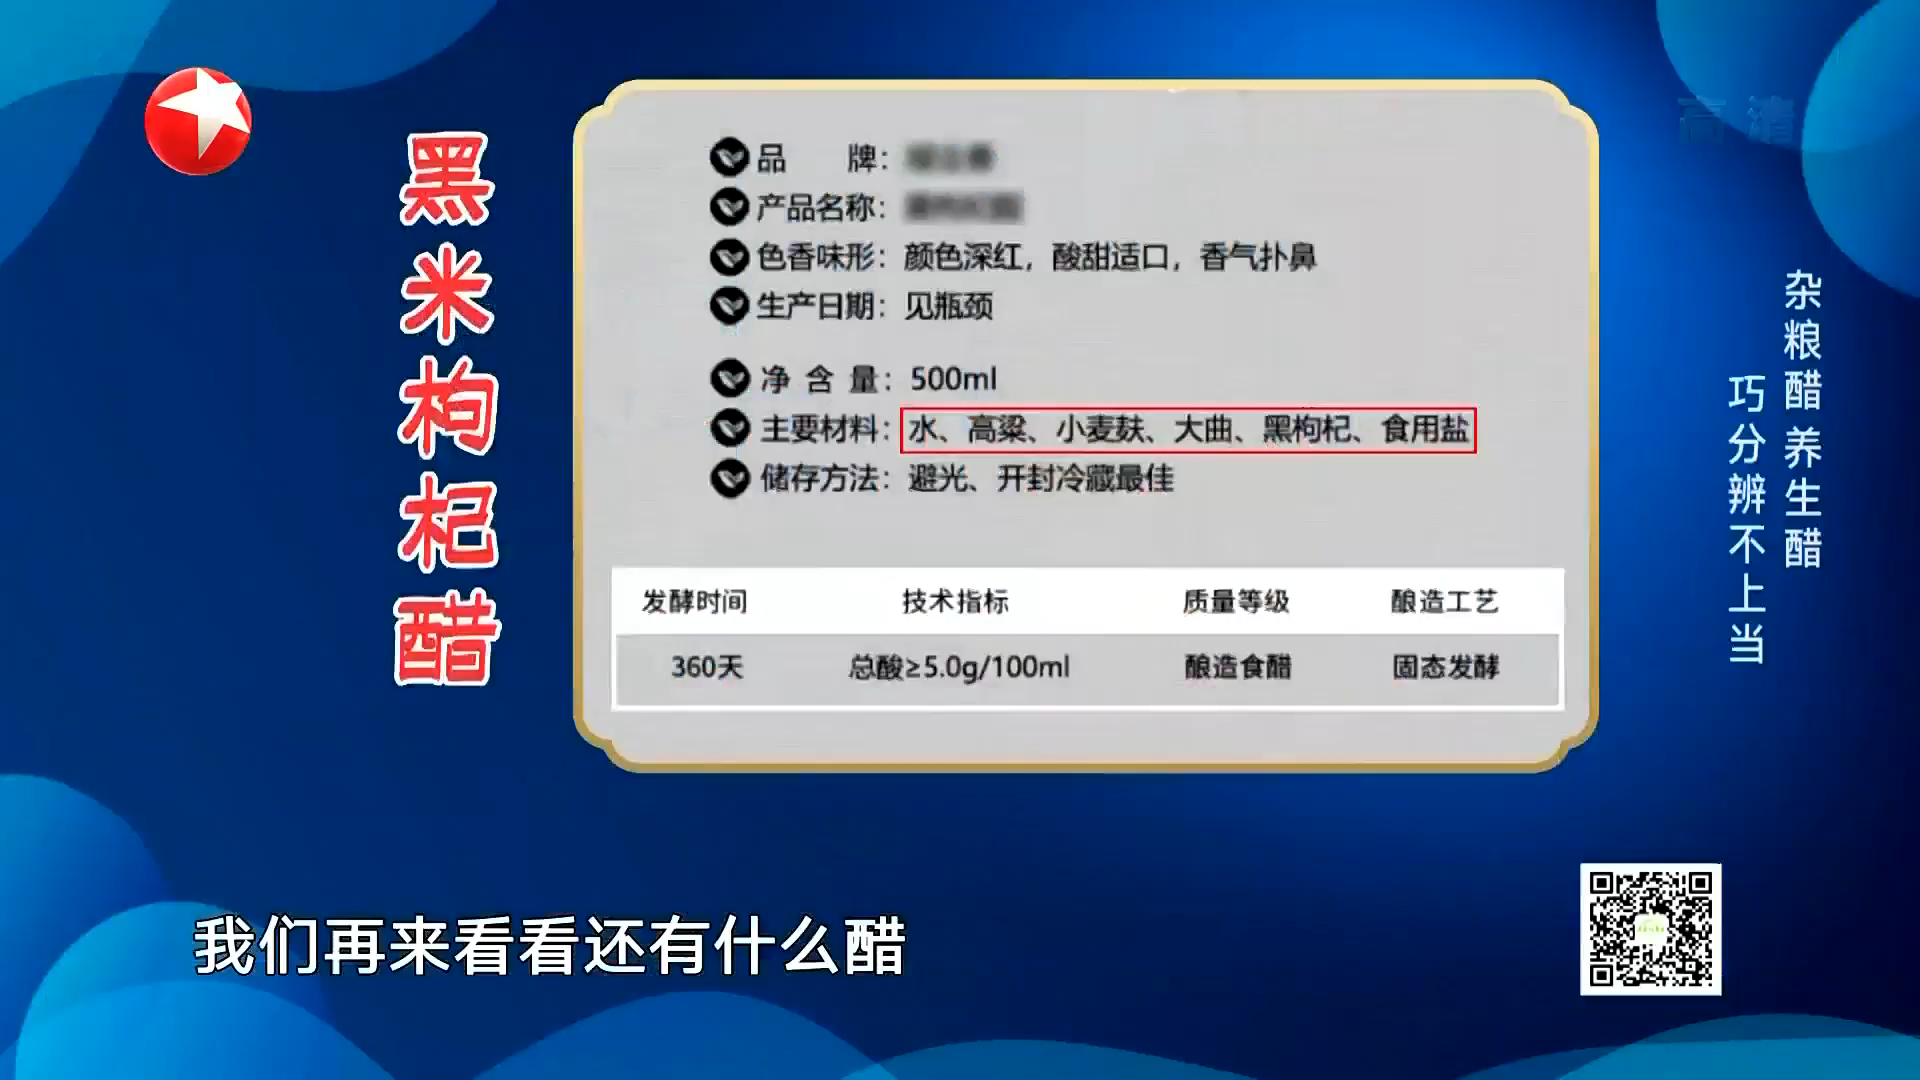 高清
黑米枸杞醋
品 牌：
产品名称：
色香味形：颜色深红，酸甜适口，香气扑鼻
生产日期：见瓶颈
净含量：500ml
主要材料：水、高粱、小麦麸、大曲、黑枸杞、食用盐
储存方法：避光、开封冷藏最佳
发酵时间 技术指标 质量等级 酿造工艺
360天 总酸≥5.0g/100ml 酿造食醋 固态发酵
杂粮醋 养生醋
巧分辨不上当
我们再来看看还有什么醋